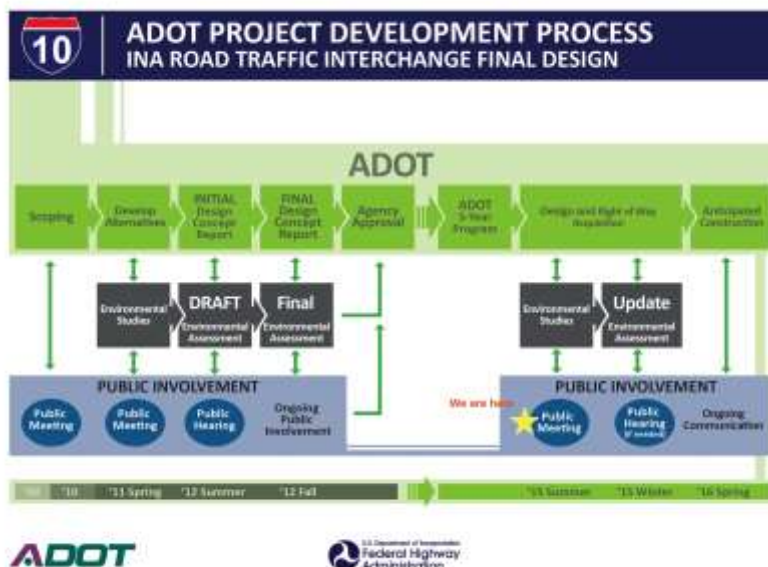 10
ADOT PROJECT DEVELOPMENT PROCESS
INA ROAD TRAFFIC INTERCHANGE FINAL DESIGN
ADOT
Scoping
Develop
Alternatives
INITIAL
Design
Concept
Report
FINAL
Design
Concept
Report
Agency
Approval
ADOT
5-Year
Program
Design and Right of Way
Acquisition
Anticipated
Construction
Environmental
Studies
DRAFT
Environmental
Assessment
Final
Environmental
Assessment
Environmental
Studies
Update
Environmental
Assessment
PUBLIC INVOLVEMENT
Public
Meeting
Public
Meeting
Public
Hearing
Ongoing
Public
Involvement
We are here
PUBLIC INVOLVEMENT
Public
Meeting
Public
Hearing
(if needed)
Ongoing
Communication
'10
'11 Spring
'12 Summer
'12 Fall
'15 Summer
'15 Winter
'16 Spring
ADOT
U.S. Department of Transportation
Federal Highway
Administration